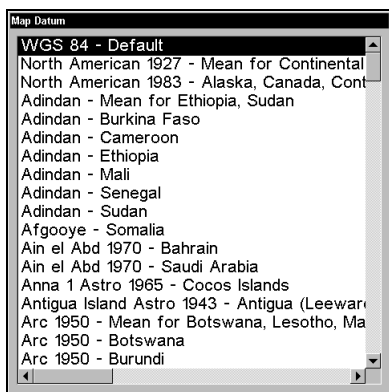 Map Datum
WGS 84 - Default
North American 1927 - Mean for Continental
North American 1983 - Alaska, Canada, Cont
Adindan - Mean for Ethiopia, Sudan
Adindan - Burkina Faso
Adindan - Cameroon
Adindan - Ethiopia
Adindan - Mali
Adindan - Senegal
Adindan - Sudan
Afgooye - Somalia
Ain el Abd 1970 - Bahrain
Ain el Abd 1970 - Saudi Arabia
Anna 1 Astro 1965 - Cocos Islands
Antigua Island Astro 1943 - Antigua (Leeward
Arc 1950 - Mean for Botswana, Lesotho, Ma
Arc 1950 - Botswana
Arc 1950 - Burundi